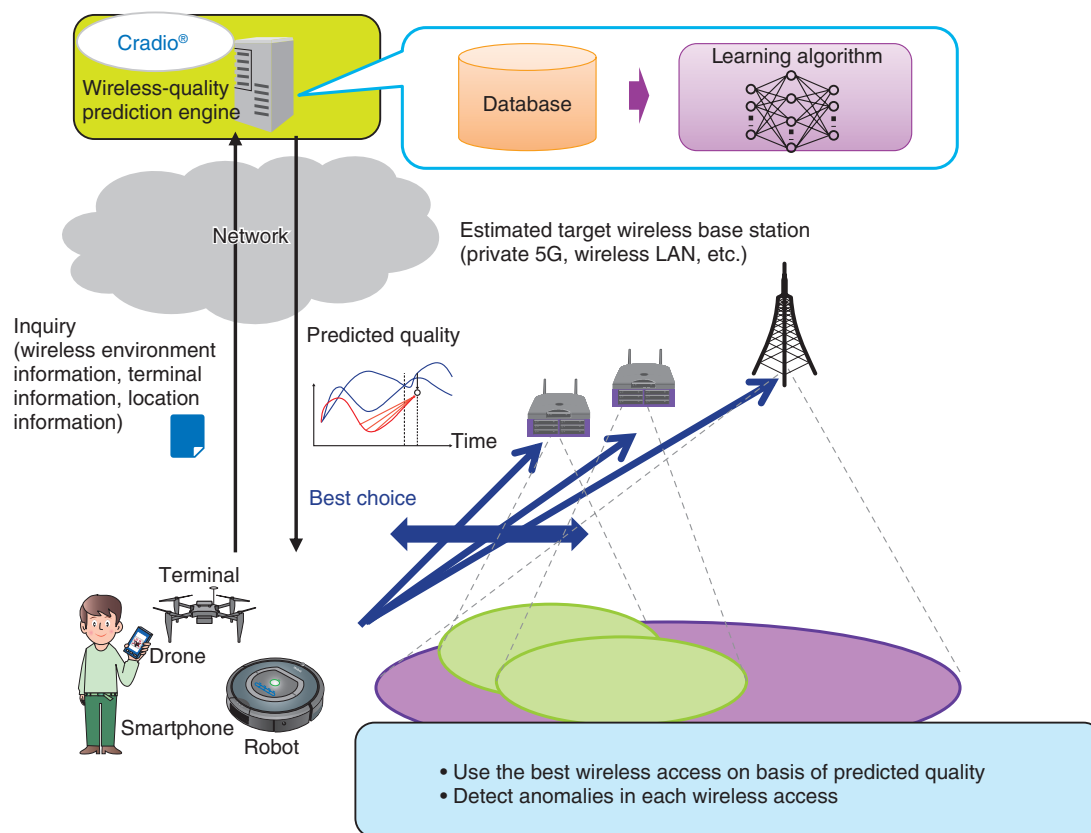 Cradio®
Wireless-quality
prediction engine
Database
Learning algorithm
Network
Estimated target wireless base station
(private 5G, wireless LAN, etc.)
Inquiry
(wireless environment
information, terminal
information, location
information)
Predicted quality
Time
Best choice
Terminal
Drone
Smartphone
Robot
• Use the best wireless access on basis of predicted quality
• Detect anomalies in each wireless access